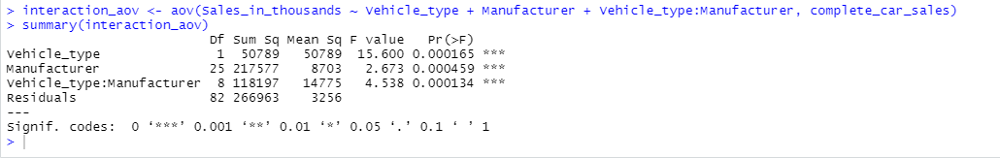 > interaction_aov <- aov(Sales_in_thousands ~ Vehicle_type + Manufacturer + Vehicle_type:Manufacturer, complete_car_sales)
> summary(interaction_aov)
                          Df Sum Sq Mean Sq F value   Pr(>F)
Vehicle_type               1  50789   50789  15.600 0.000165 ***
Manufacturer              25 217577    8703   2.673 0.000459 ***
Vehicle_type:Manufacturer  8 118197   14775   4.538 0.000134 ***
Residuals                 82 266963    3256
---
Signif. codes:  0 ‘***’ 0.001 ‘**’ 0.01 ‘*’ 0.05 ‘.’ 0.1 ‘ ’ 1
>